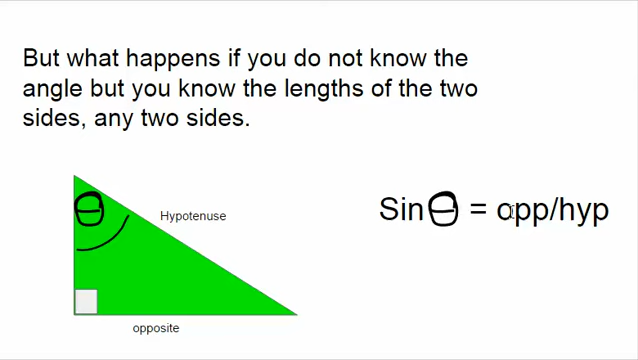 But what happens if you do not know the
angle but you know the lengths of the two
sides, any two sides.
θ
Hypotenuse
Sinθ = opp/hyp
opposite